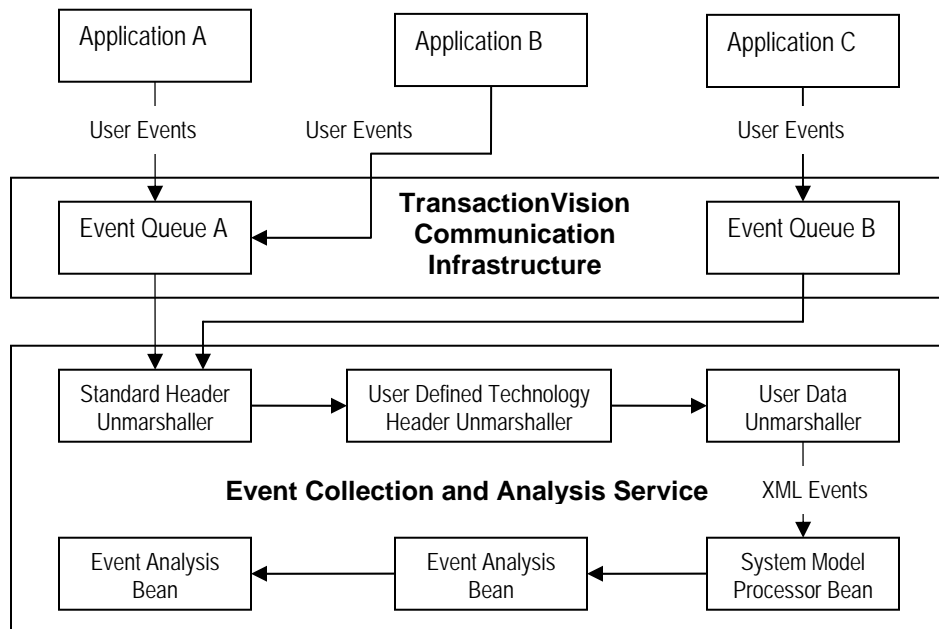 Application A
Application B
Application C
User Events
User Events
User Events
TransactionVision
Communication
Infrastructure
Event Queue A
Event Queue B
Standard Header
Unmarshaller
User Defined Technology
Header Unmarshaller
User Data
Unmarshaller
Event Collection and Analysis Service
XML Events
Event Analysis
Bean
Event Analysis
Bean
System Model
Processor Bean